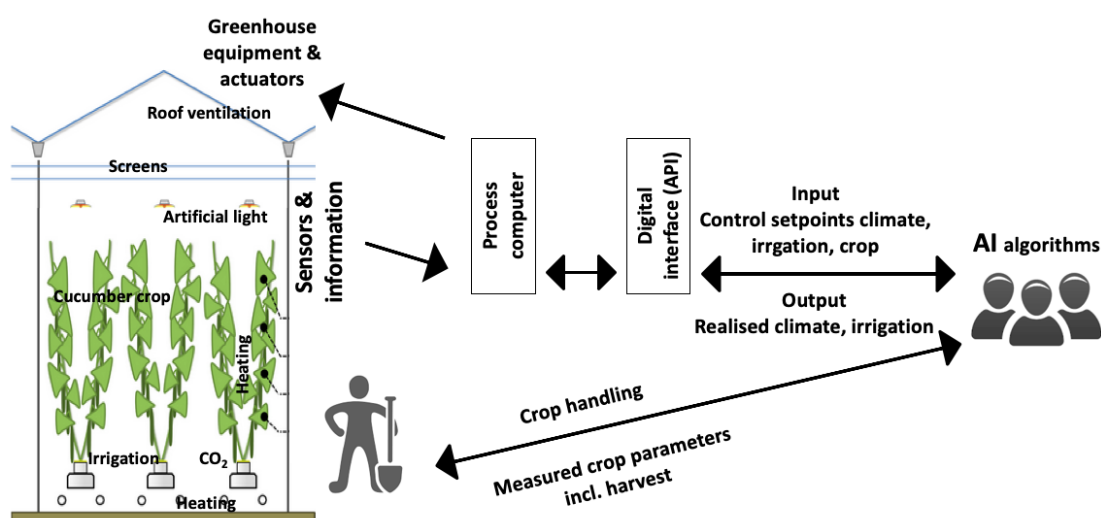 Greenhouse
equipment &
actuators
Roof ventilation
Screens
Artificial light
Sensors &
information
Cucumber crop
Heating
Irrigation
CO₂
Heating
Process
computer
Digital
interface (API)
Input
Control setpoints climate,
irrgation, crop
Output
Realised climate, irrigation
AI algorithms
Crop handling
Measured crop parameters
incl. harvest